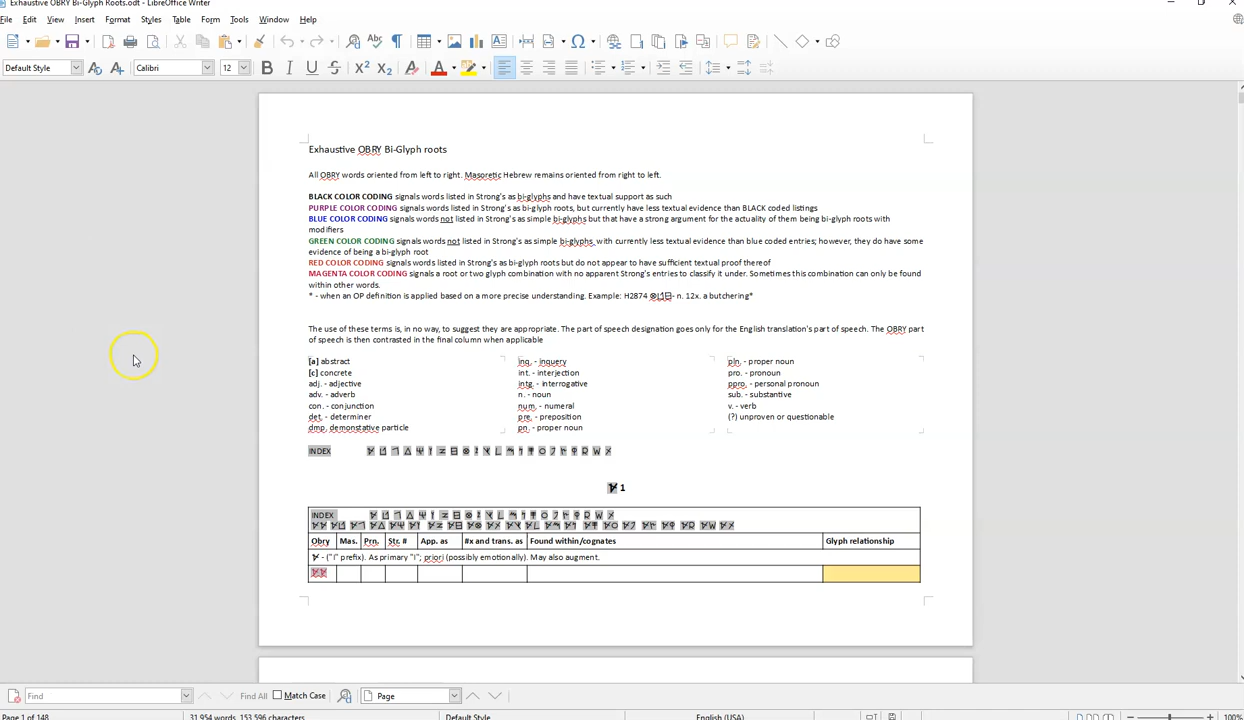 Exhaustive OBRY Bi-Glyph Roots.odt - LibreOffice Writer
File Edit View Insert Format Styles Table Form Tools Window Help
Default Style Calibri 12
Exhaustive OBRY Bi-Glyph roots
All OBRY words oriented from left to right. Masoretic Hebrew remains oriented from right to left.
BLACK COLOR CODING signals words listed in Strong's as bi-glyphs and have textual support as such
PURPLE COLOR CODING signals words listed in Strong's as bi-glyph roots, but currently have less textual evidence than BLACK coded listings
BLUE COLOR CODING signals words not listed in Strong's as simple bi-glyphs but that have a strong argument for the actuality of them being bi-glyph roots with
modifiers
GREEN COLOR CODING signals words not listed in Strong's as simple bi-glyphs, with currently less textual evidence than blue coded entries; however, they do have some
evidence of being a bi-glyph root
RED COLOR CODING signals words listed in Strong's as bi-glyph roots but do not appear to have sufficient textual proof thereof
MAGENTA COLOR CODING signals a root or two glyph combination with no apparent Strong's entries to classify it under. Sometimes this combination can only be found
within other words.
* - when an OP definition is applied based on a more precise understanding. Example: H2874 - n. 12x. a butchering*
The use of these terms is, in no way, to suggest they are appropriate. The part of speech designation goes only for the English translation's part of speech. The OBRY part
of speech is then contrasted in the final column when applicable
[a] abstract
[c] concrete
adj. - adjective
adv. - adverb
con. - conjunction
det. - determiner
dmp. demonstative particle
inq. - inquery
int. - interjection
intg. - interrogative
n. - noun
num. - numeral
pre. - preposition
pn. - proper noun
pln. - proper noun
pro. - pronoun
ppro. - personal pronoun
sub. - substantive
v. - verb
(?) unproven or questionable
INDEX
1
INDEX
Obry Mas. Prn. Str. # App. as #x and trans. as Found within/cognates Glyph relationship
- ("I" prefix). As primary "I"; priori (possibly emotionally). May also augment.
Find Find All Match Case Page
Page 1 of 148 31,954 words, 153,596 characters Default Style English (USA) 100%